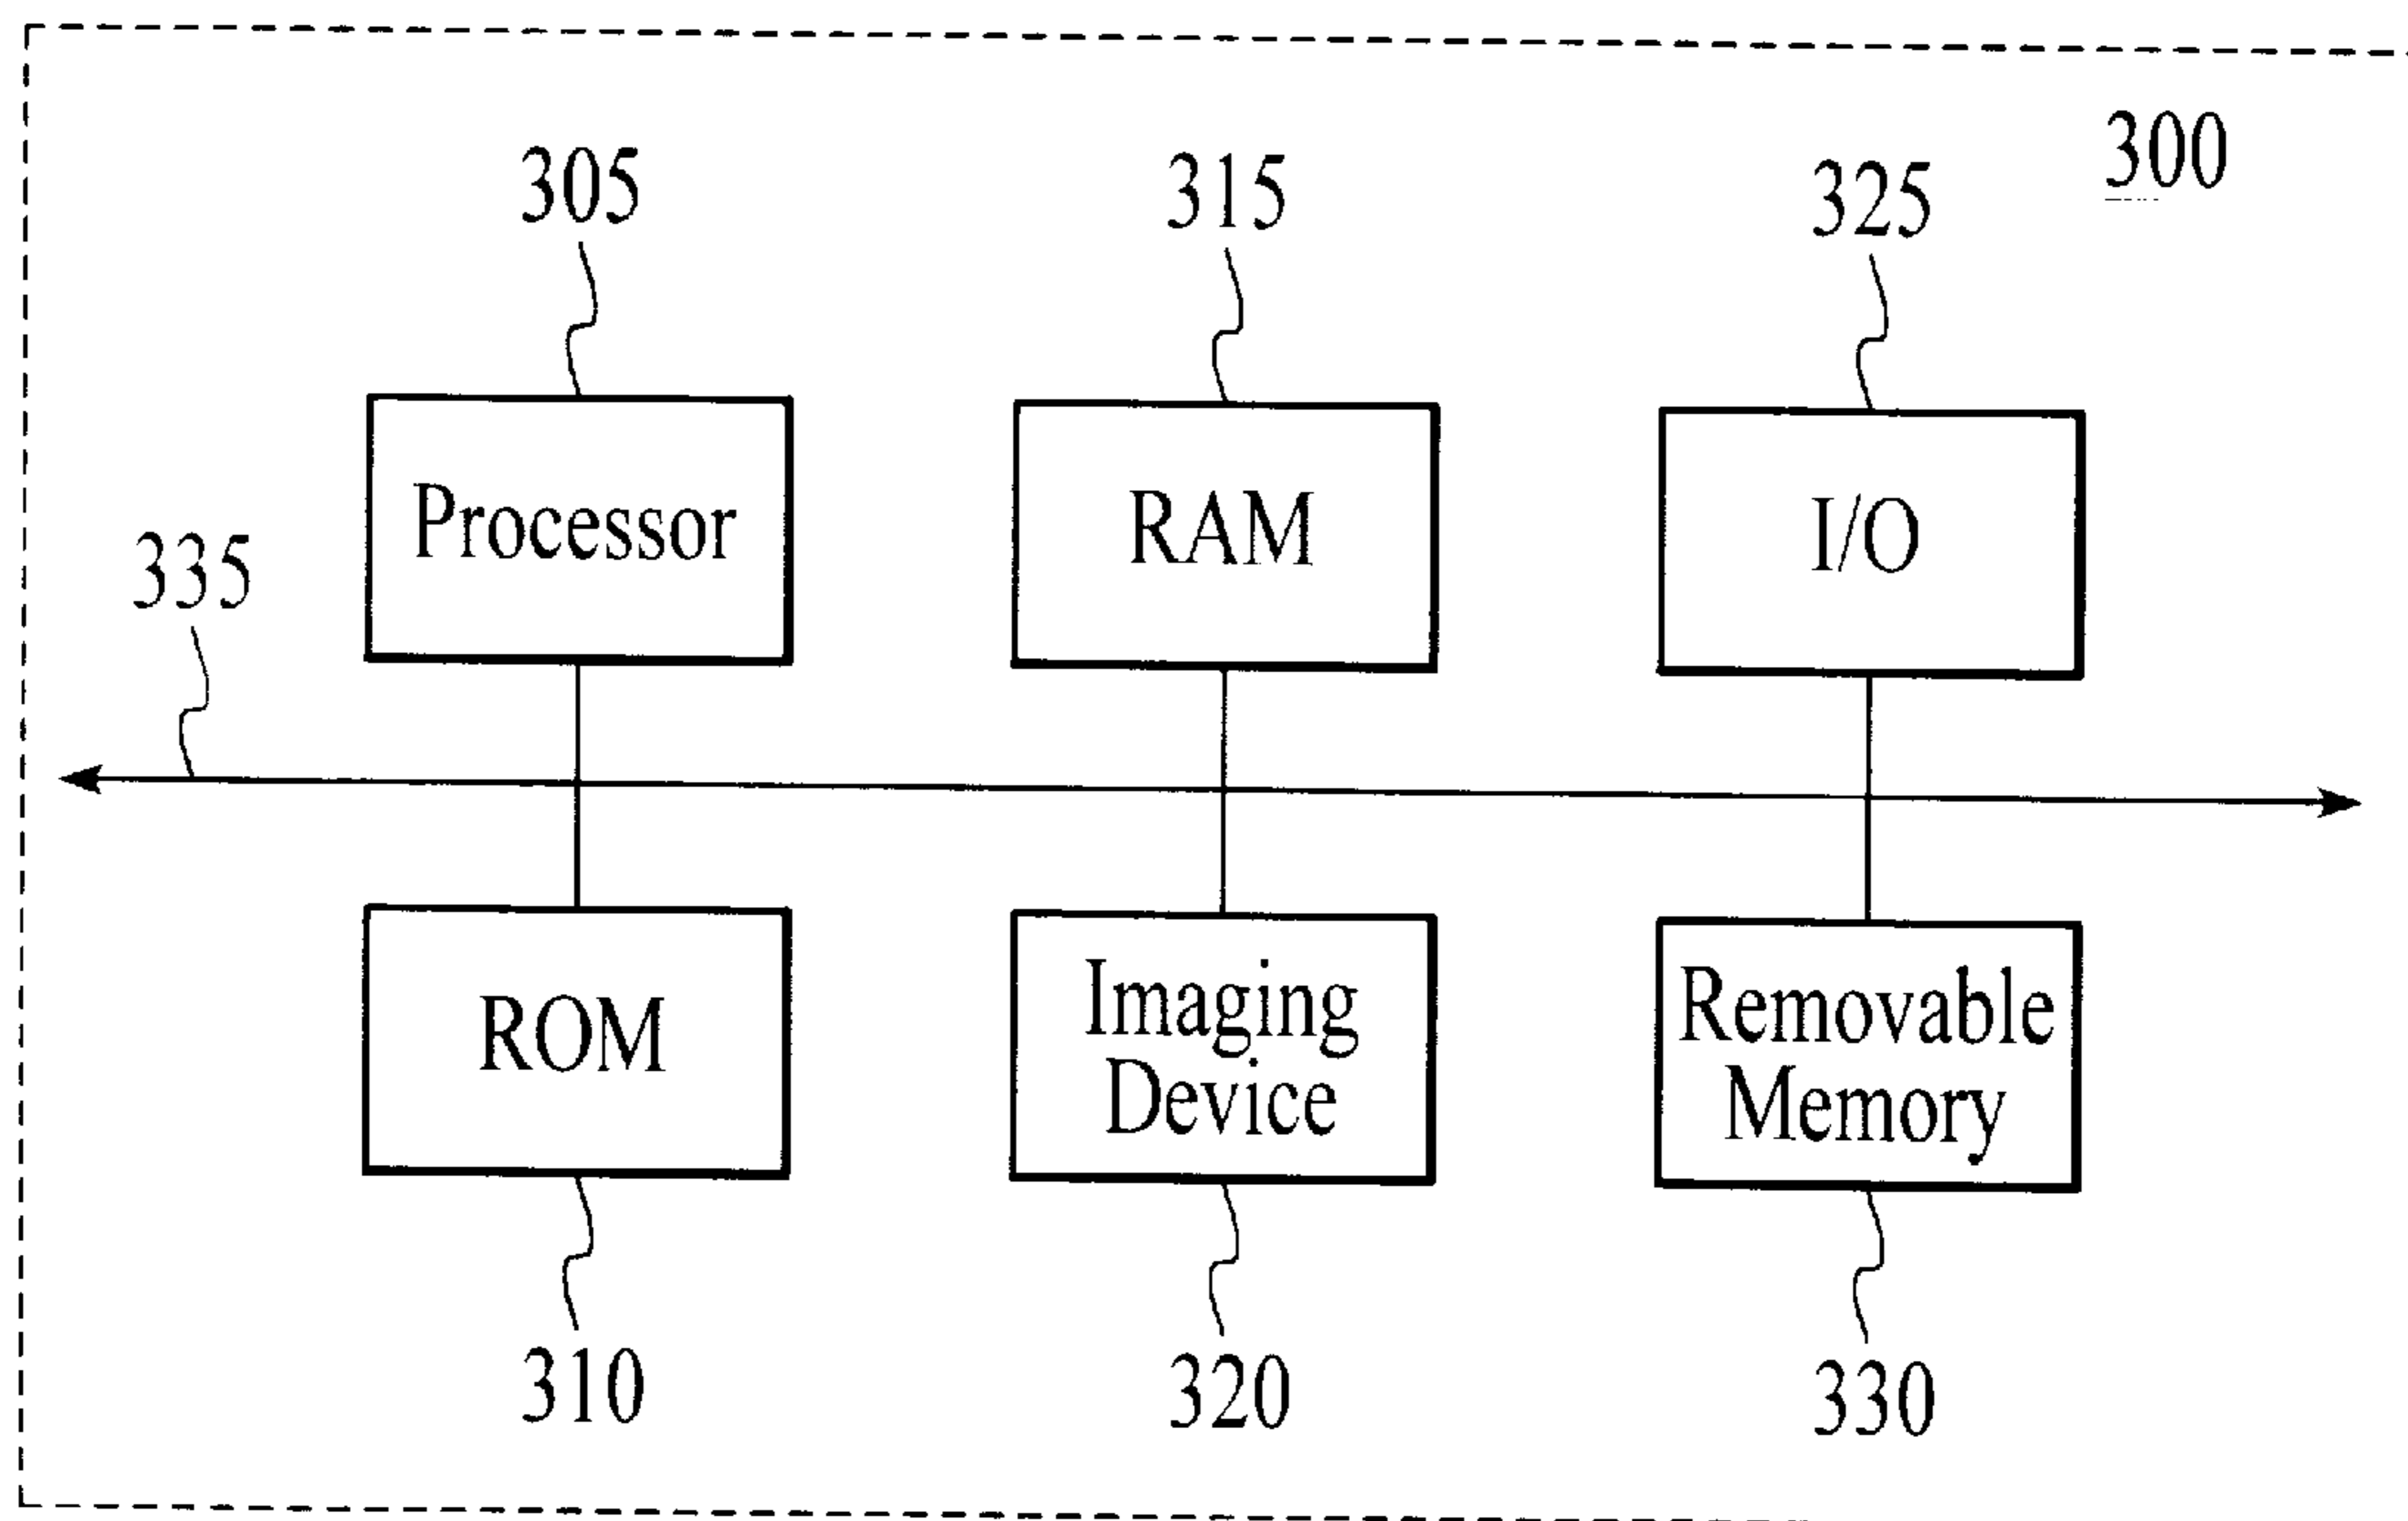 300
305
315
325
Processor
RAM
I/O
335
ROM
Imaging
Device
Removable
Memory
310
320
330